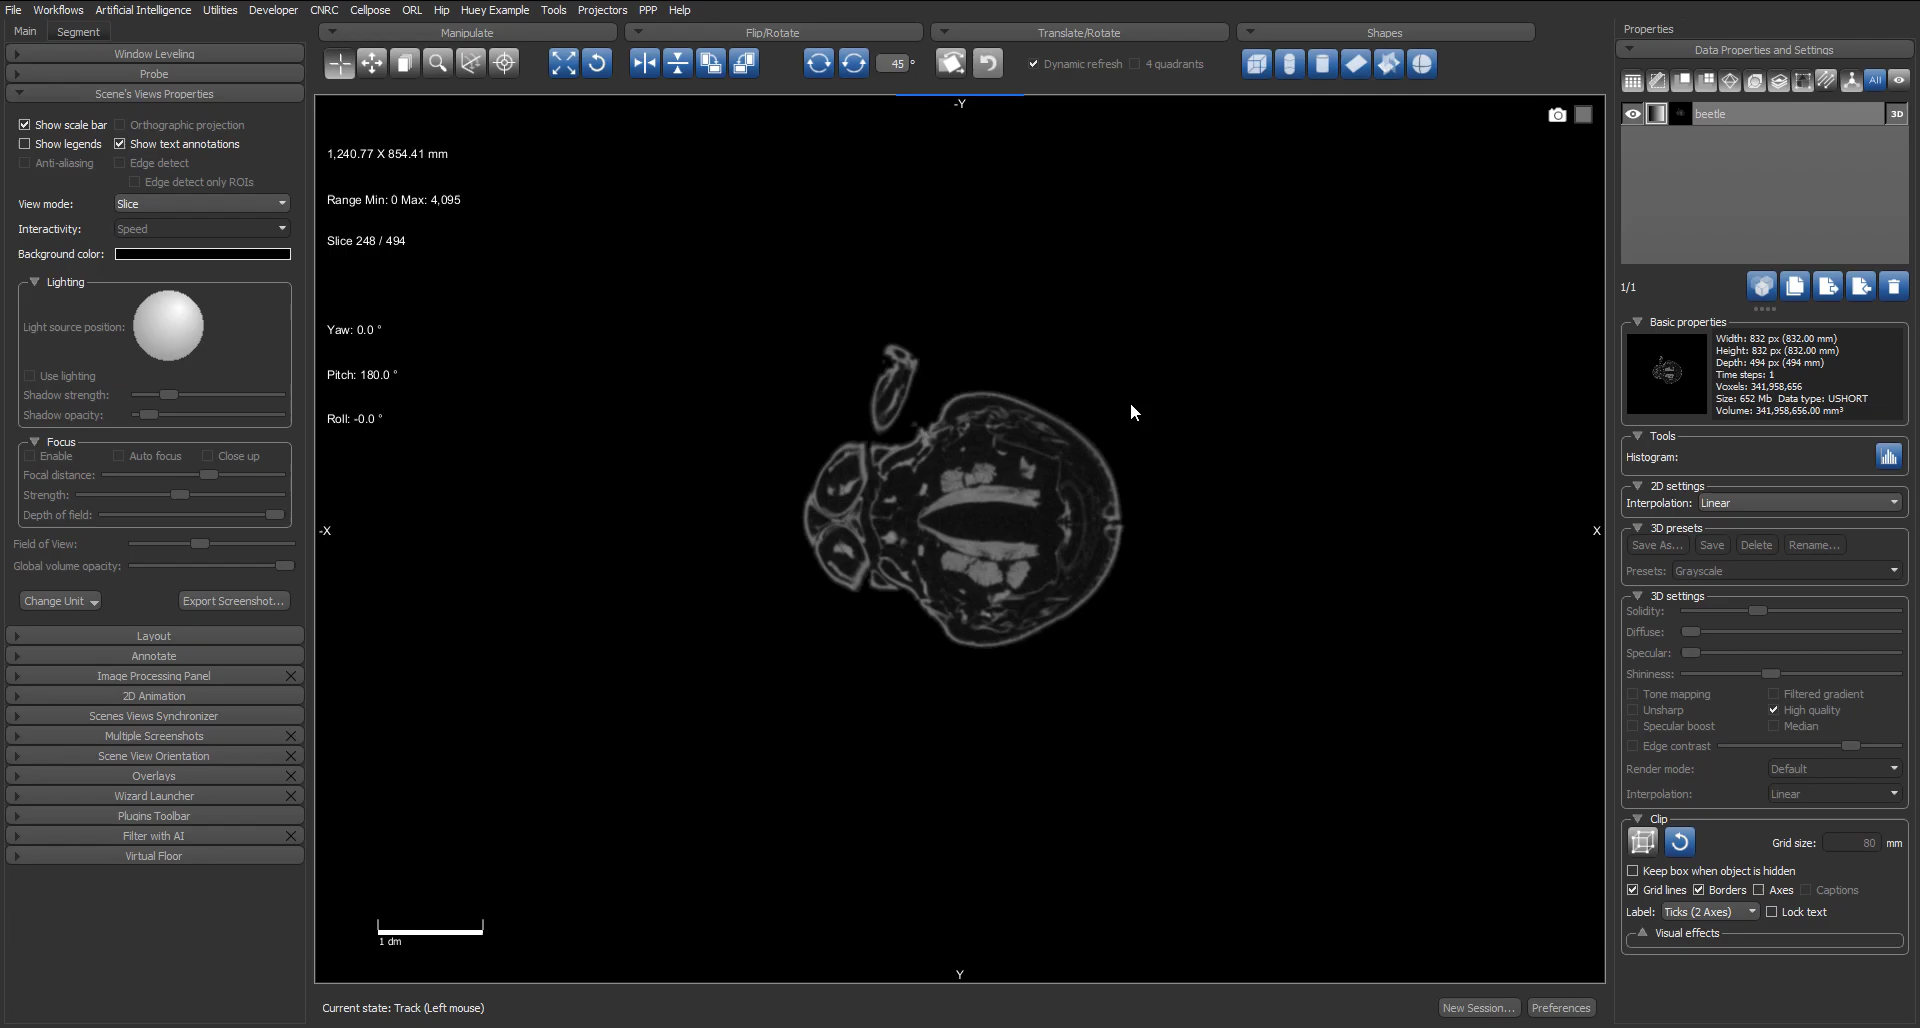 File Workflows Artificial Intelligence Utilities Developer CNRC Cellpose ORL Hip Huey Example Tools Projectors PPP Help
Main Segment
Window Leveling
Probe
Scene's Views Properties
Show scale bar Orthographic projection
Show legends Show text annotations
Anti-aliasing Edge detect
Edge detect only ROIs
View mode: Slice
Interactivity: Speed
Background color:
Lighting
Light source position:
Use lighting
Shadow strength:
Shadow opacity:
Focus
Enable Auto focus Close up
Focal distance:
Strength:
Depth of field:
Field of View:
Global volume opacity:
Change Unit Export Screenshot...
Layout
Annotate
Image Processing Panel
2D Animation
Scenes Views Synchronizer
Multiple Screenshots
Scene View Orientation
Overlays
Wizard Launcher
Plugins Toolbar
Filter with AI
Virtual Floor
Manipulate Flip/Rotate Translate/Rotate Shapes
45 ° Dynamic refresh 4 quadrants
-Y
1,240.77 X 854.41 mm
Range Min: 0 Max: 4,095
Slice 248 / 494
Yaw: 0.0 °
Pitch: 180.0 °
Roll: -0.0 °
-X X
1 dm
Y
Current state: Track (Left mouse) New Session... Preferences
Properties
Data Properties and Settings
All
beetle 3D
1/1
Basic properties
Width: 832 px (832.00 mm)
Height: 832 px (832.00 mm)
Depth: 494 px (494 mm)
Time steps: 1
Voxels: 341,958,656
Size: 652 Mb Data type: USHORT
Volume: 341,958,656.00 mm³
Tools
Histogram:
2D settings
Interpolation: Linear
3D presets
Save As... Save Delete Rename...
Presets: Grayscale
3D settings
Solidity:
Diffuse:
Specular:
Shininess:
Tone mapping Filtered gradient
Unsharp High quality
Specular boost Median
Edge contrast
Render mode: Default
Interpolation: Linear
Clip
Grid size: 80 mm
Keep box when object is hidden
Grid lines Borders Axes Captions
Label: Ticks (2 Axes) Lock text
Visual effects